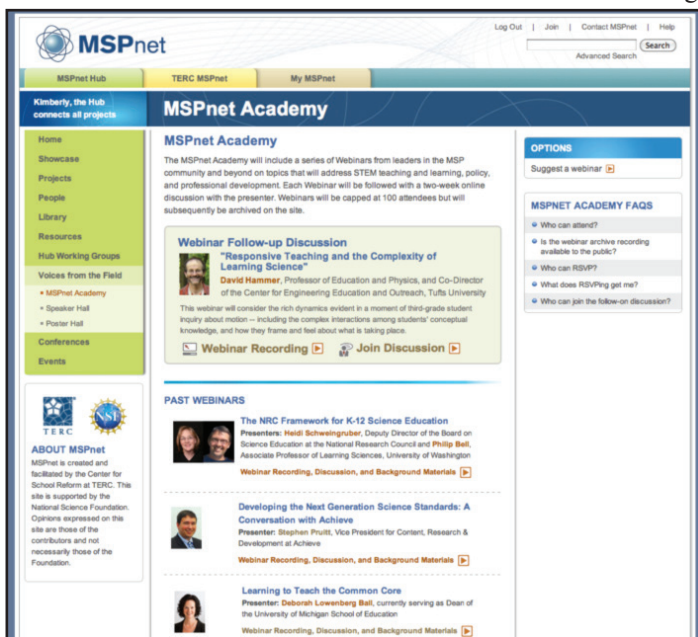 Log Out | Join | Contact MSPnet | Help
MSPnet
Search
Advanced Search
MSPnet Hub
TERC MSPnet
My MSPnet
Kimberly, the Hub
connects all projects
MSPnet Academy
Home
Showcase
Projects
People
Library
Resources
Hub Working Groups
Voices from the Field
MSPnet Academy
Speaker Hall
Poster Hall
Conferences
Events
TERC
NSF
ABOUT MSPnet
MSPnet is created and
facilitated by the Center for
School Reform at TERC. This
site is supported by the
National Science Foundation.
Opinions expressed on this
site are those of the
contributors and not
necessarily those of the
Foundation.
MSPnet Academy
The MSPnet Academy will include a series of Webinars from leaders in the MSP
community and beyond on topics that will address STEM teaching and learning, policy,
and professional development. Each Webinar will be followed with a two-week online
discussion with the presenter. Webinars will be capped at 100 attendees but will
subsequently be archived on the site.
Webinar Follow-up Discussion
"Responsive Teaching and the Complexity of
Learning Science"
David Hammer, Professor of Education and Physics, and Co-Director
of the Center for Engineering Education and Outreach, Tufts University
This webinar will consider the rich dynamics evident in a moment of third-grade student
inquiry about motion -- including the complex interactions among students' conceptual
knowledge, and how they frame and feel about what is taking place.
Webinar Recording
Join Discussion
PAST WEBINARS
The NRC Framework for K-12 Science Education
Presenters: Heidi Schweingruber, Deputy Director of the Board on
Science Education at the National Research Council and Philip Bell,
Associate Professor of Learning Sciences, University of Washington
Webinar Recording, Discussion, and Background Materials
Developing the Next Generation Science Standards: A
Conversation with Achieve
Presenter: Stephen Pruitt, Vice President for Content, Research &
Development at Achieve
Webinar Recording, Discussion, and Background Materials
Learning to Teach the Common Core
Presenter: Deborah Lowenberg Ball, currently serving as Dean of
the University of Michigan School of Education
Webinar Recording, Discussion, and Background Materials
OPTIONS
Suggest a webinar
MSPNET ACADEMY FAQS
Who can attend?
Is the webinar archive recording
available to the public?
Who can RSVP?
What does RSVPing get me?
Who can join the follow-on discussion?